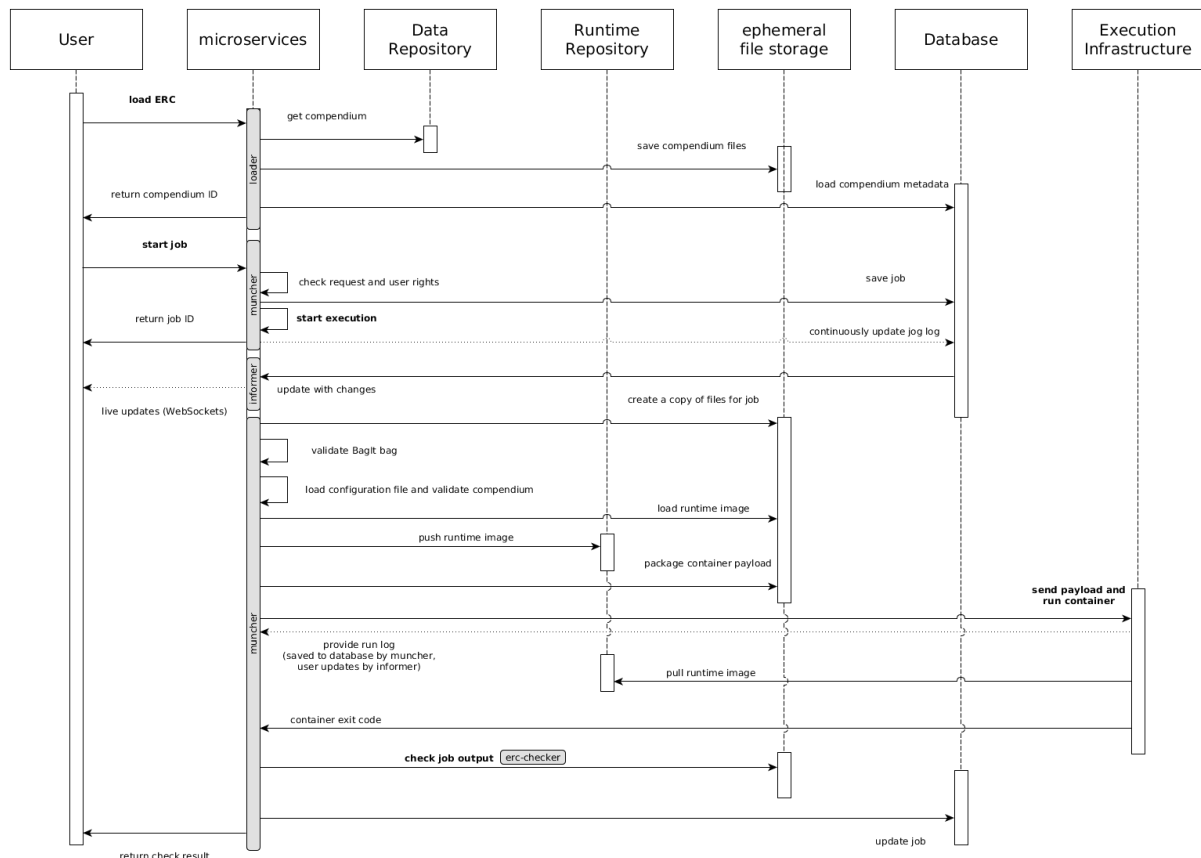 User
microservices
Data
Repository
Runtime
Repository
ephemeral
file storage
Database
Execution
Infrastructure
load ERC
get compendium
save compendium files
loader
load compendium metadata
return compendium ID
start job
muncher
check request and user rights
save job
return job ID
start execution
continuously update jog log
informer
update with changes
live updates (WebSockets)
create a copy of files for job
validate BagIt bag
load configuration file and validate compendium
load runtime image
push runtime image
package container payload
send payload and
run container
muncher
provide run log
(saved to database by muncher,
user updates by informer)
pull runtime image
container exit code
check job output
erc-checker
update job
return check result